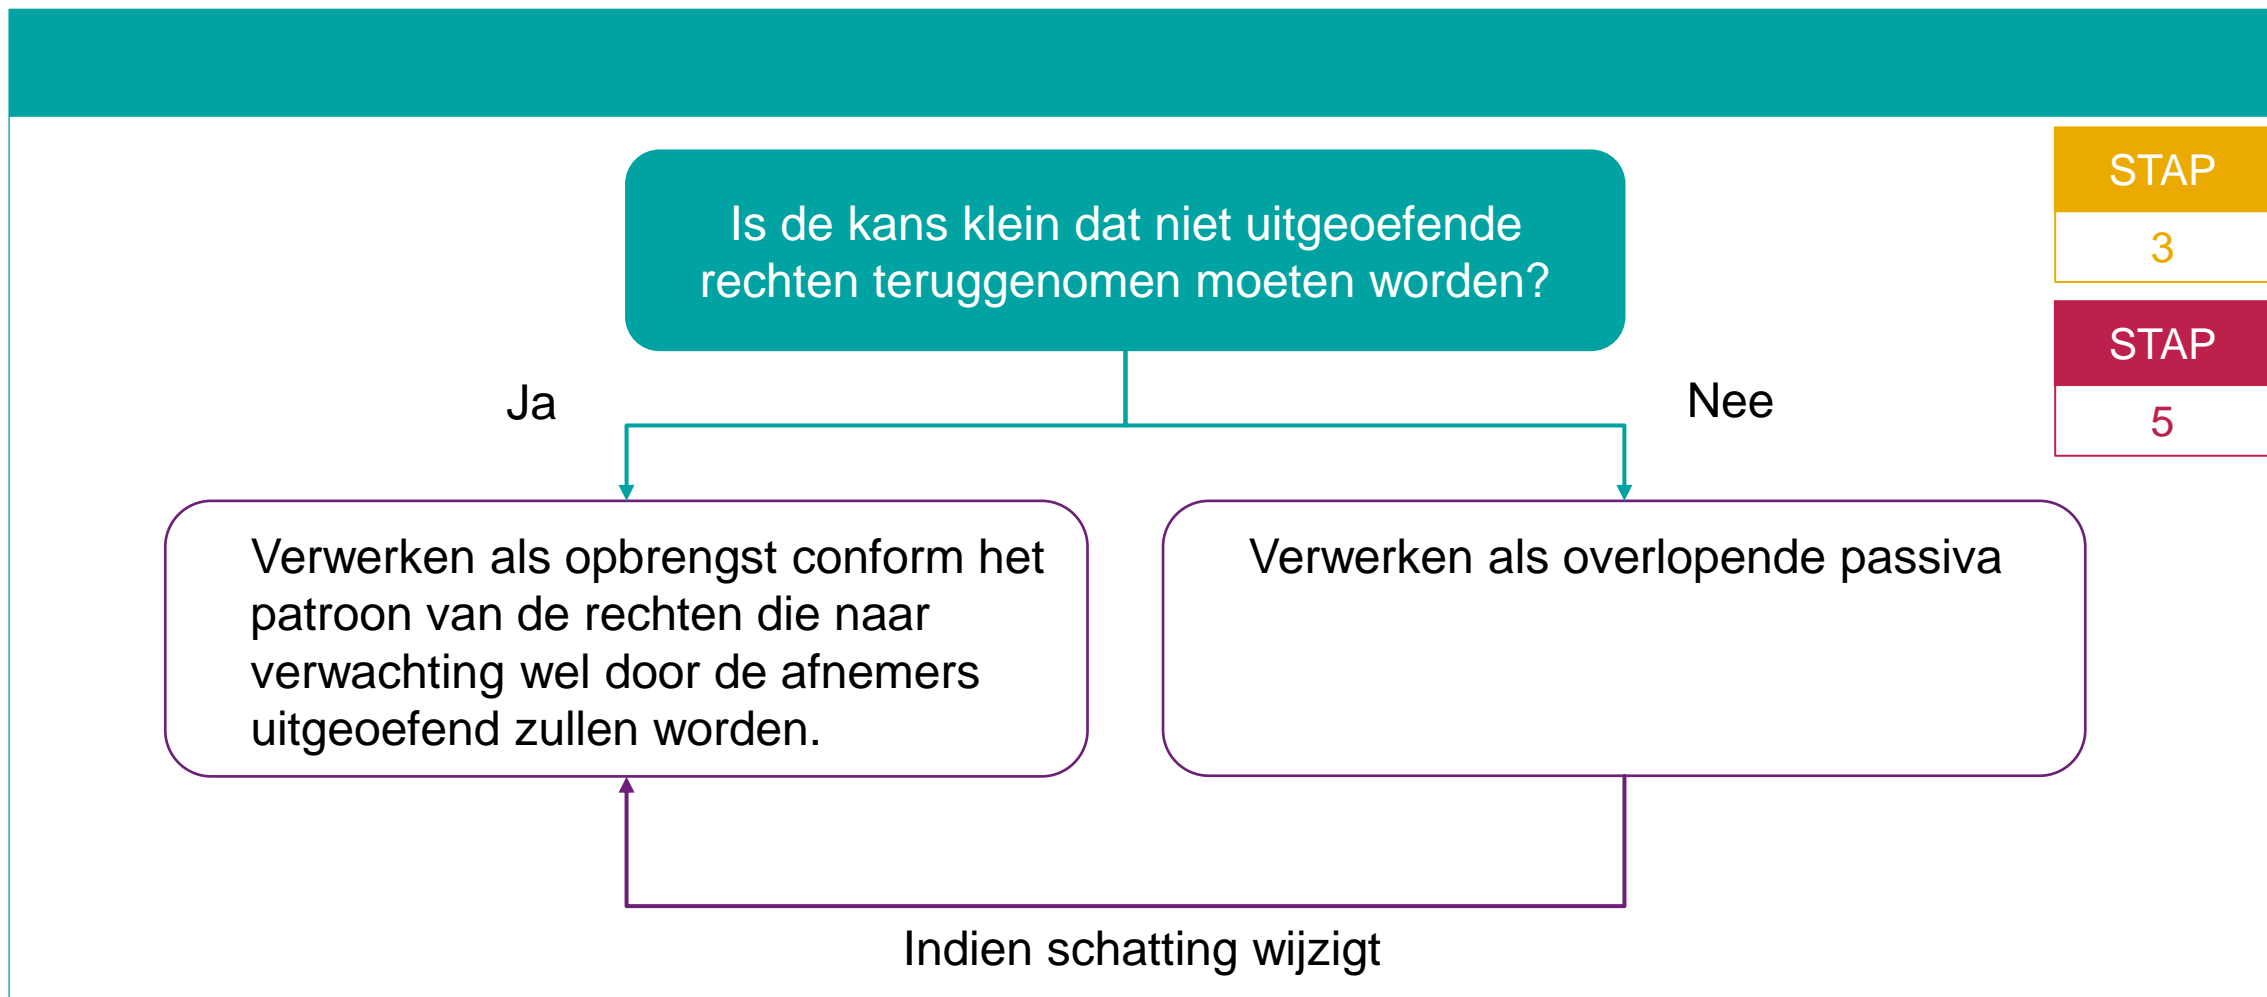 Is de kans klein dat niet uitgeoefende
rechten teruggenomen moeten worden?
STAP
3
STAP
5
Ja
Nee
Verwerken als opbrengst conform het
patroon van de rechten die naar
verwachting wel door de afnemers
uitgeoefend zullen worden.
Verwerken als overlopende passiva
Indien schatting wijzigt